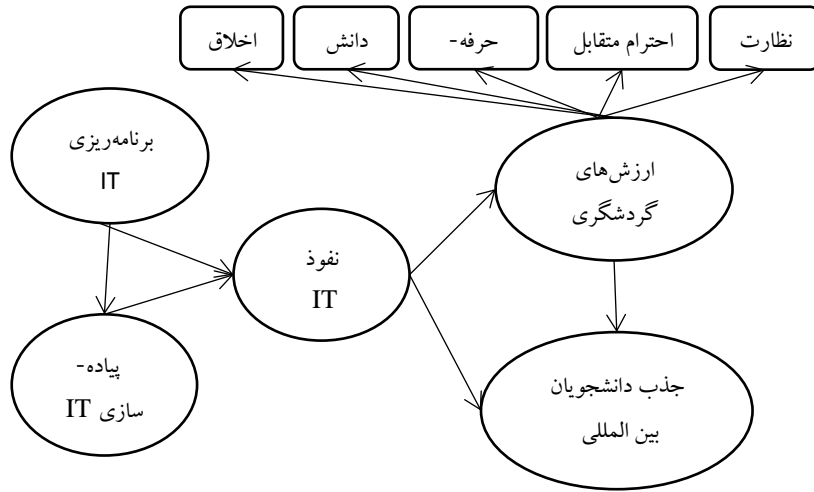 نظارت
احترام متقابل
حرفه-
دانش
اخلاق
برنامه‌ریزی
IT
ارزش‌های
گردشگری
نفوذ
IT
پیاده-
سازی IT
جذب دانشجویان
بین المللی